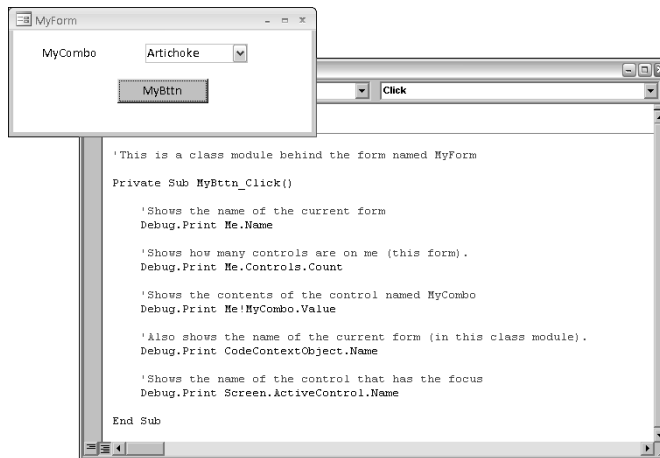 MyForm
MyCombo Artichoke
MyBttn
Click
'This is a class module behind the form named MyForm
Private Sub MyBttn_Click()
'Shows the name of the current form
Debug.Print Me.Name
'Shows how many controls are on me (this form).
Debug.Print Me.Controls.Count
'Shows the contents of the control named MyCombo
Debug.Print Me!MyCombo.Value
'Also shows the name of the current form (in this class module).
Debug.Print CodeContextObject.Name
'Shows the name of the control that has the focus
Debug.Print Screen.ActiveControl.Name
End Sub